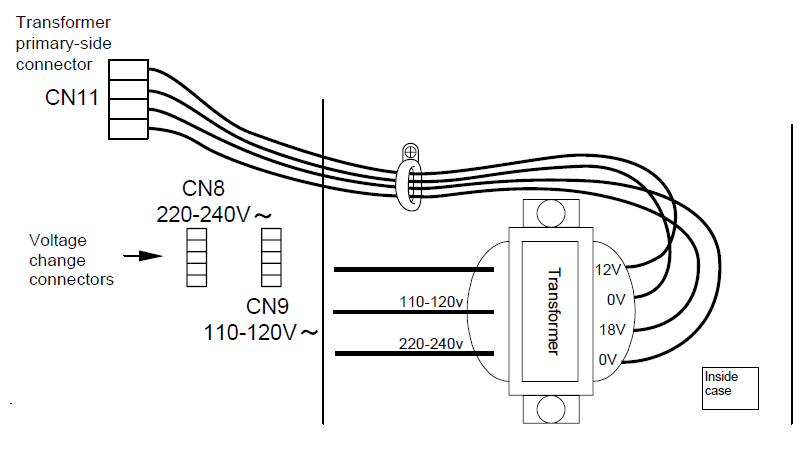 Transformer
primary-side
connector
CN11
CN8
220-240V～
Voltage
change
connectors
CN9
110-120V～
110-120v
220-240v
Transformer
12V
0V
18V
0V
Inside
case